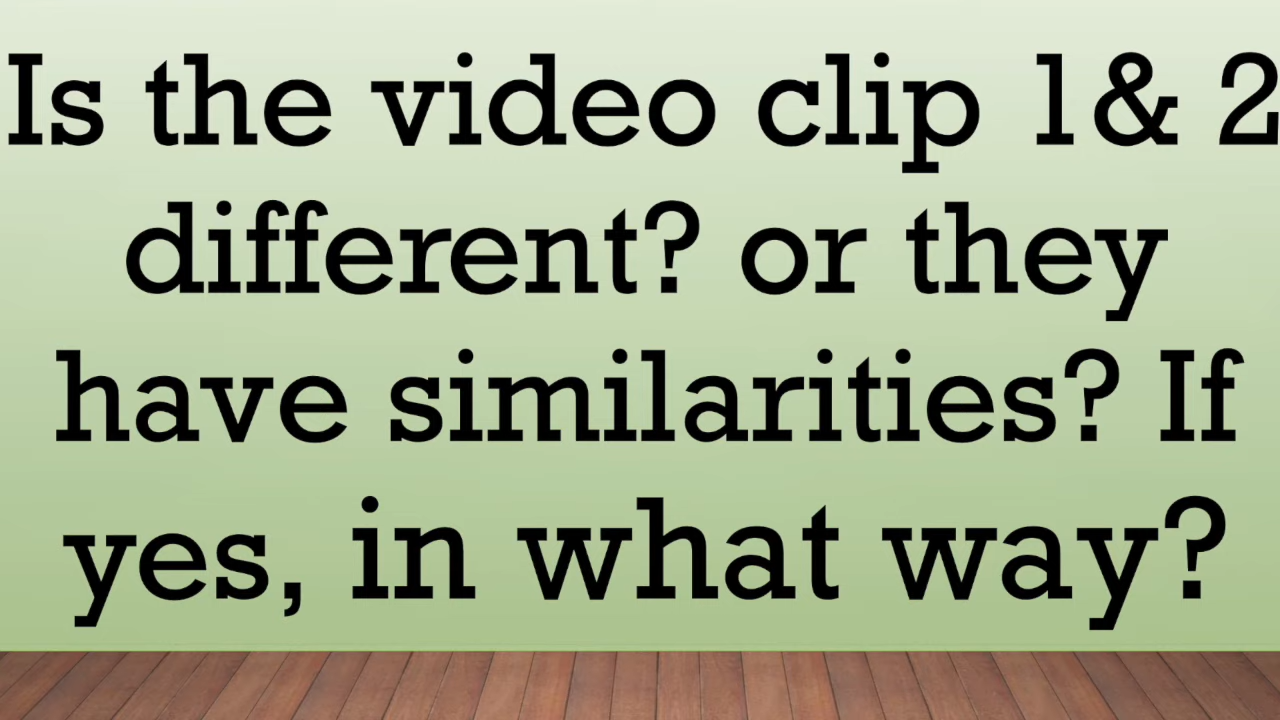 Is the video clip 1& 2
different? or they
have similarities? If
yes, in what way?